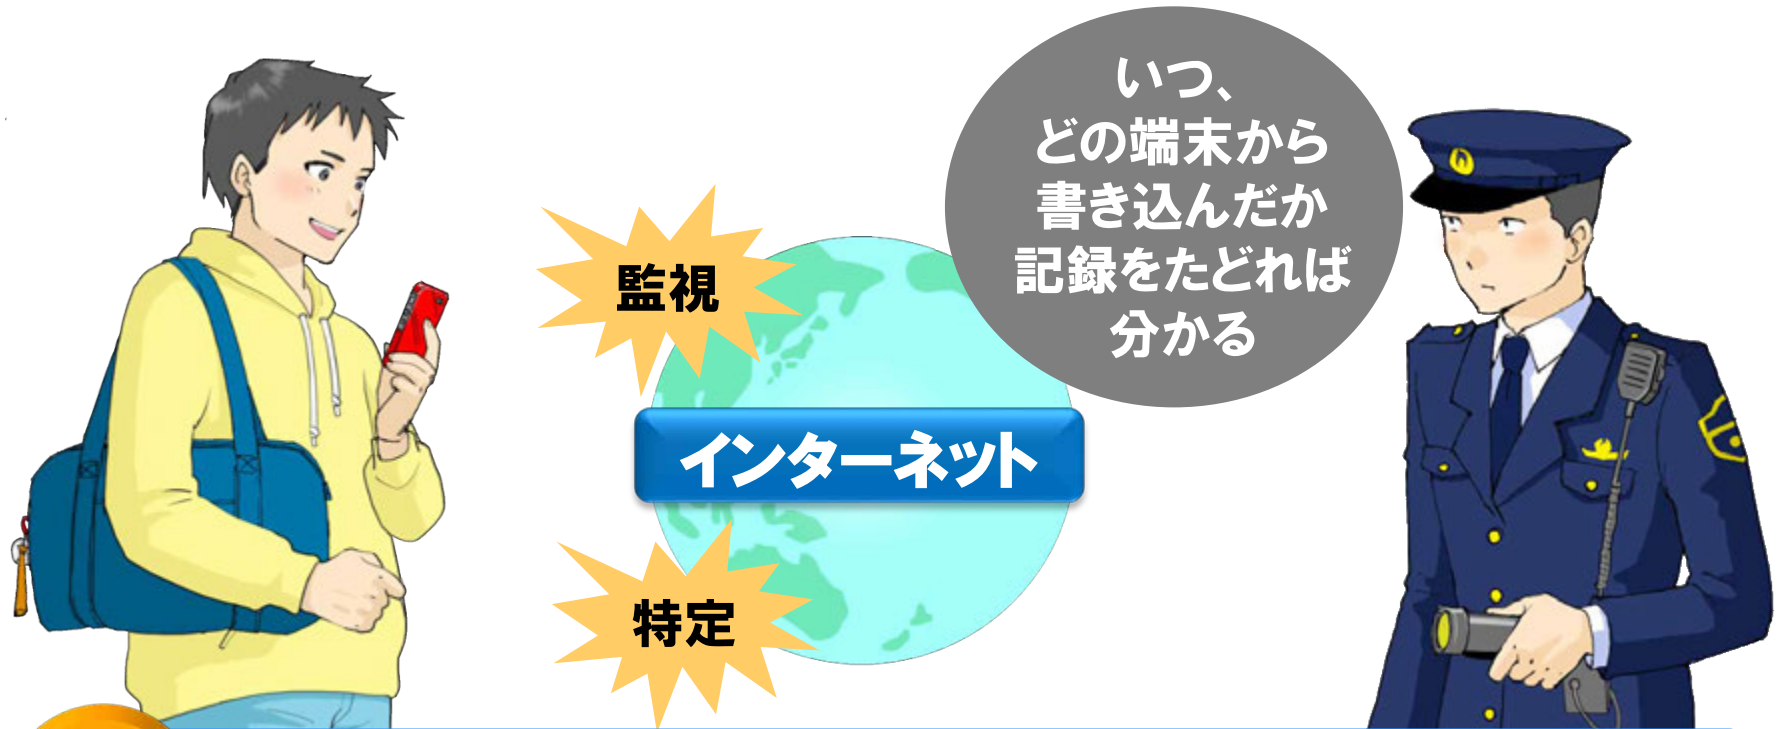 いつ、
どの端末から
書き込んだか
記録をたどれば
分かる
監視
インターネット
特定